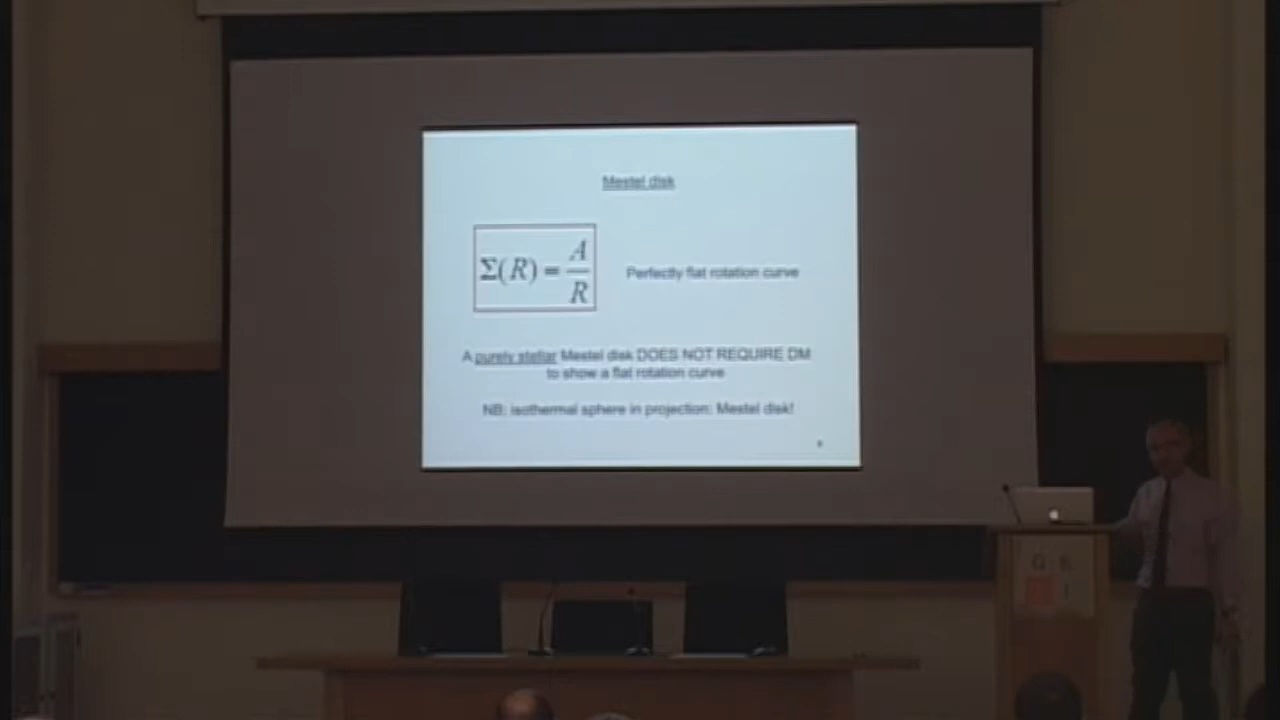 Mestel disk
Σ(R) = A/R
Perfectly flat rotation curve
A purely stellar Mestel disk DOES NOT REQUIRE DM
to show a flat rotation curve
NB: isothermal sphere in projection: Mestel disk!